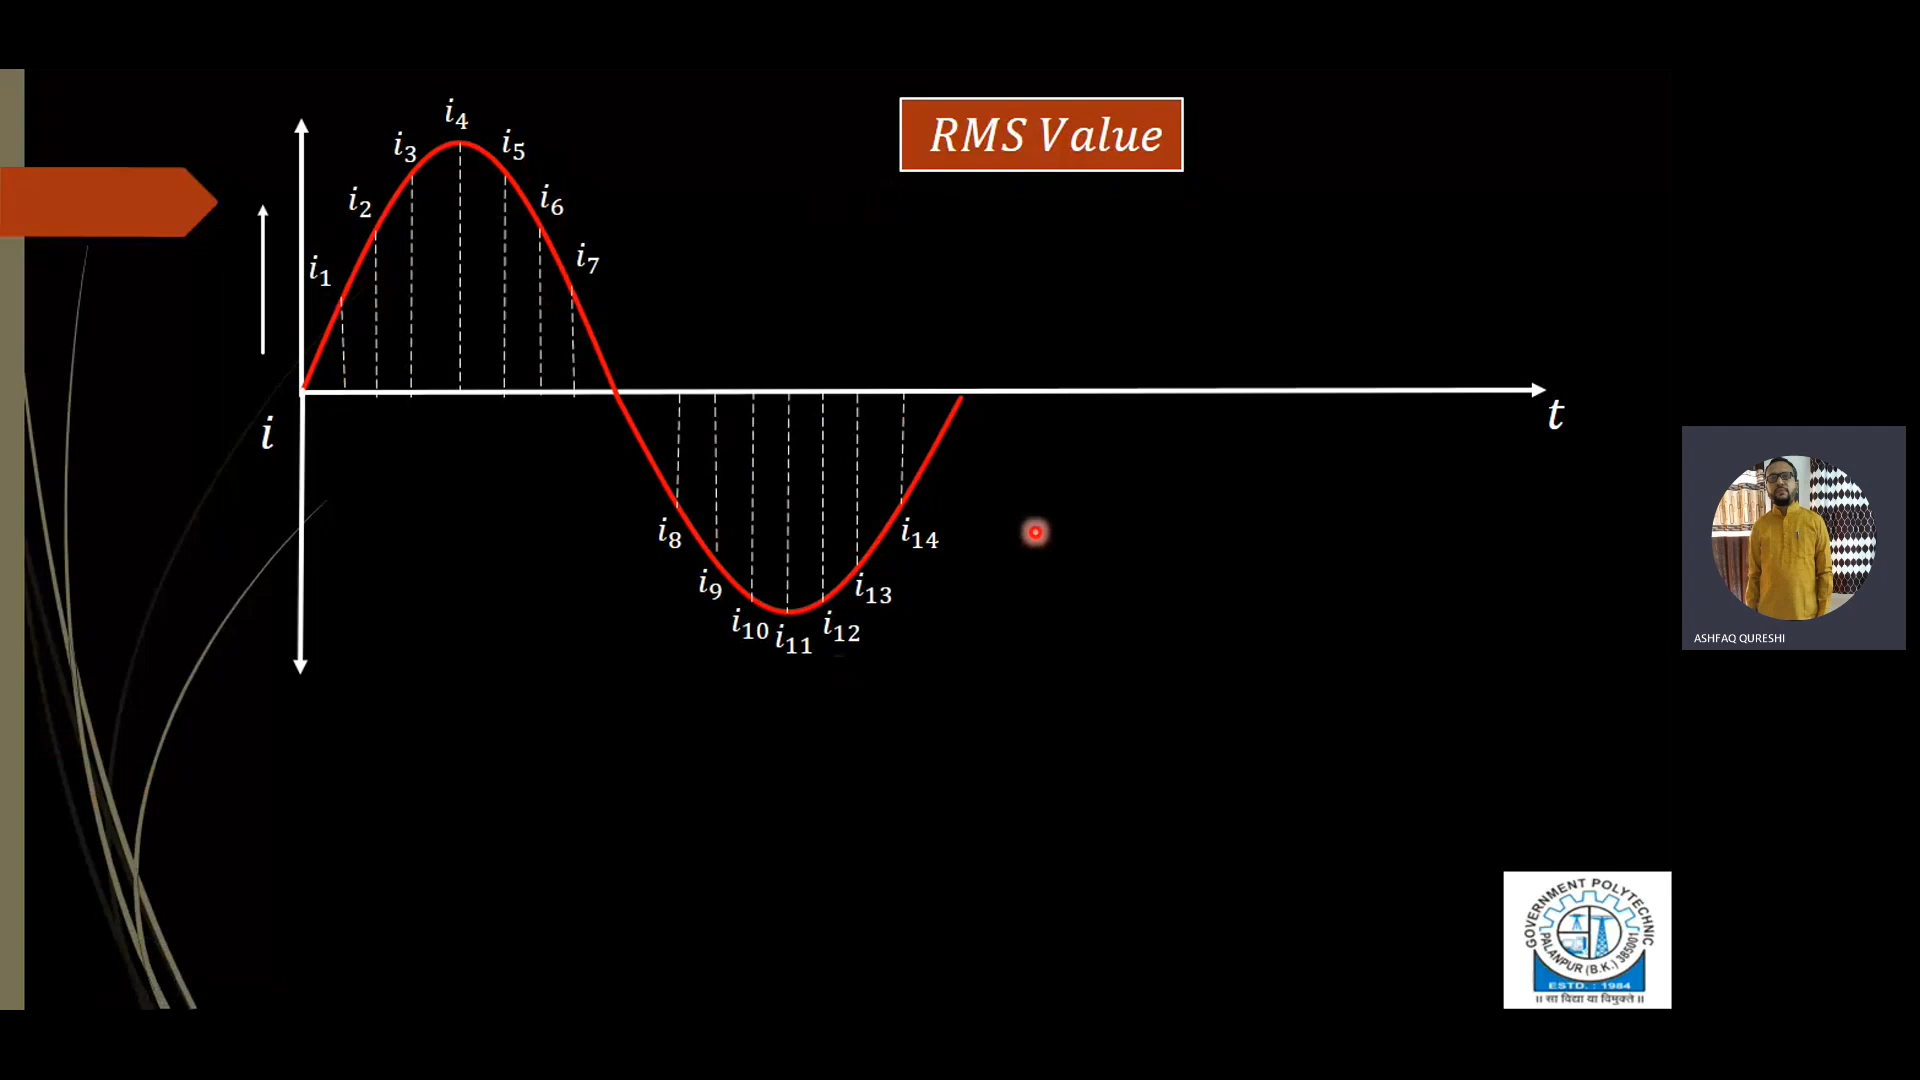 RMS Value
i4
i3
i5
i2
i6
i7
i1
i
t
i8
i14
i9
i13
i10
i11
i12
ASHFAQ QURESHI
GOVERNMENT POLYTECHNIC
PALANPUR (B.K.) 385001
ESTD. : 1984
॥ सा विद्या या विमुक्ते ॥